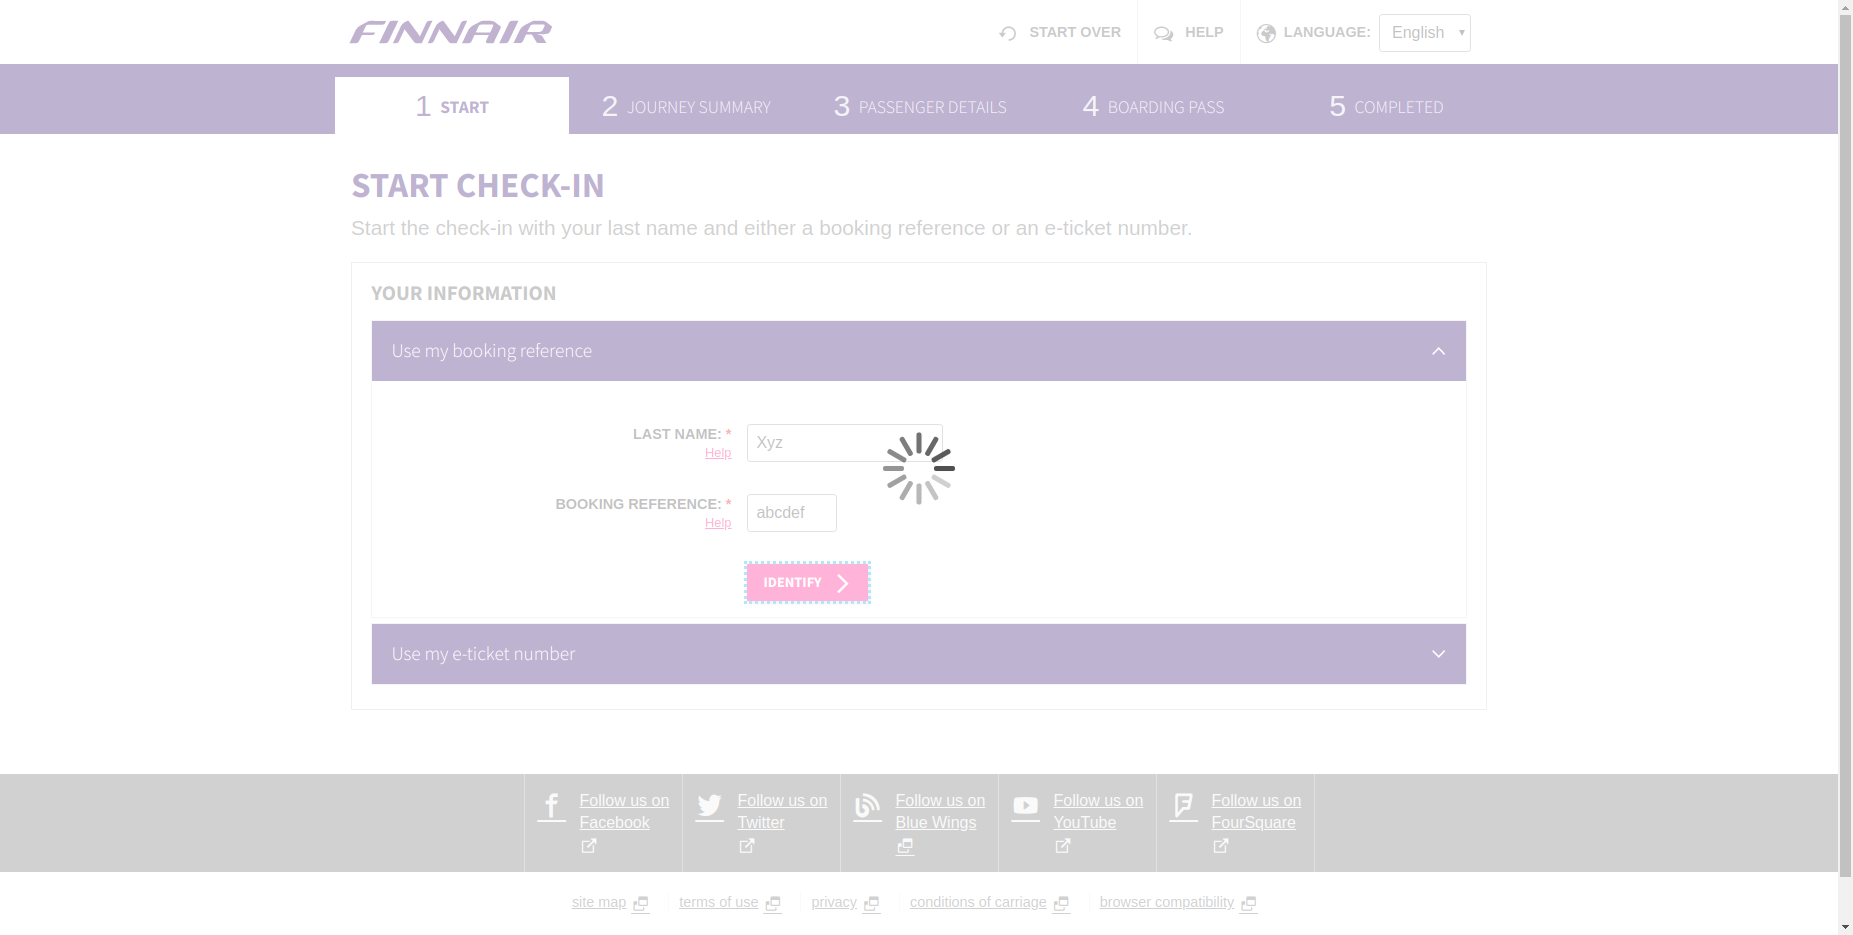 FINNAIR
START OVER
HELP
LANGUAGE:
English
1 START
2 JOURNEY SUMMARY
3 PASSENGER DETAILS
4 BOARDING PASS
5 COMPLETED
START CHECK-IN
Start the check-in with your last name and either a booking reference or an e-ticket number.
YOUR INFORMATION
Use my booking reference
LAST NAME: *
Help
Xyz
BOOKING REFERENCE: *
Help
abcdef
IDENTIFY
Use my e-ticket number
Follow us on
Facebook
Follow us on
Twitter
Follow us on
Blue Wings
Follow us on
YouTube
Follow us on
FourSquare
site map
terms of use
privacy
conditions of carriage
browser compatibility